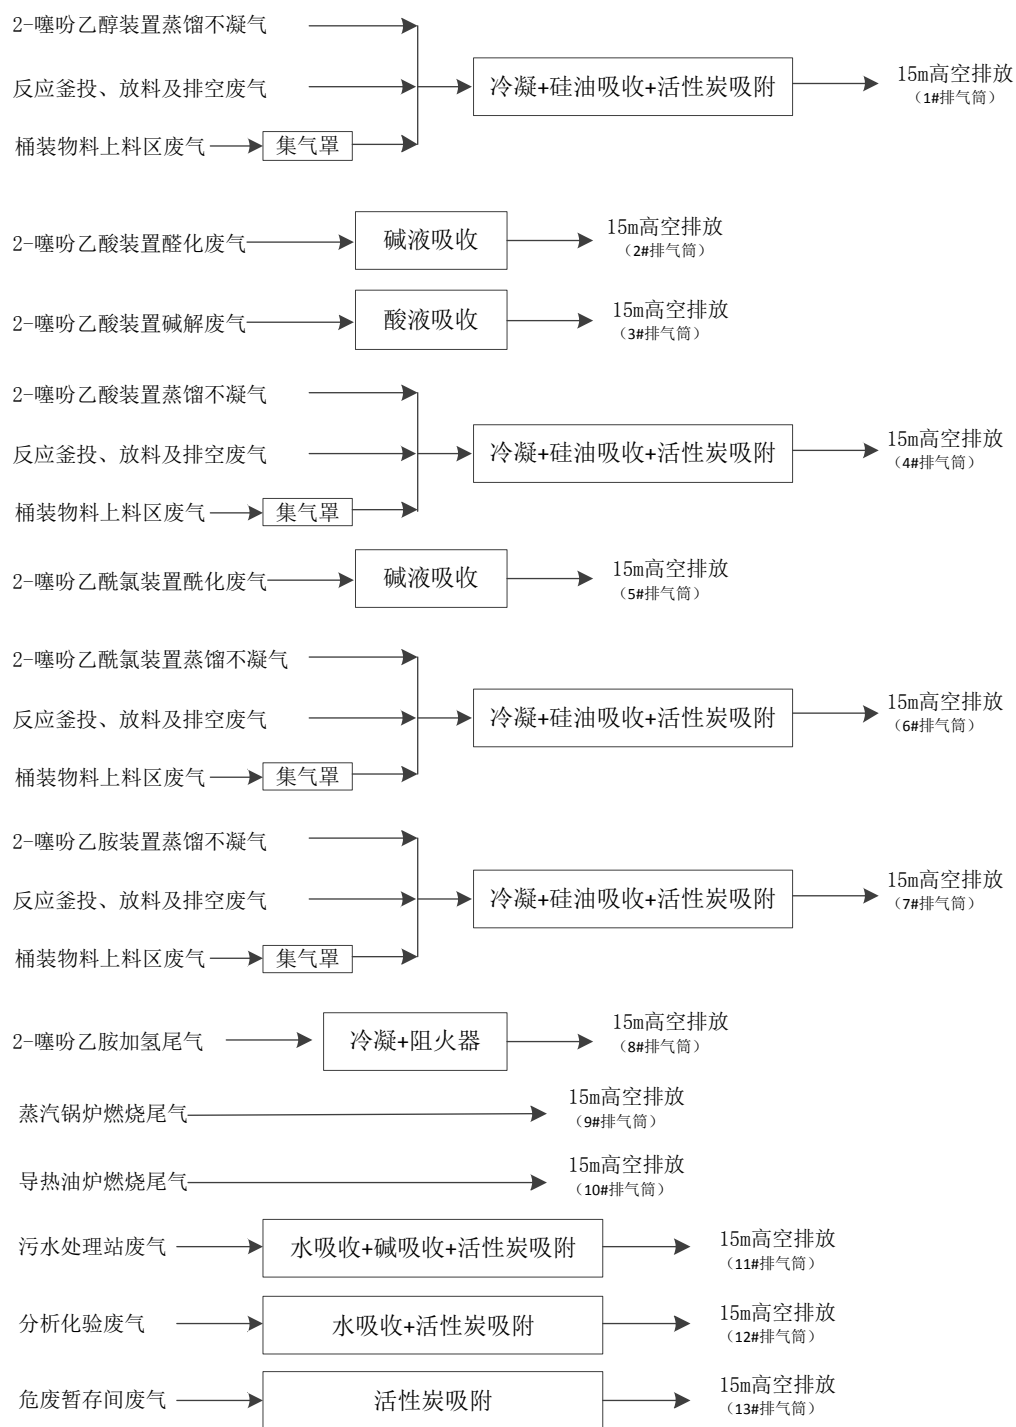 2-噻吩乙醇装置蒸馏不凝气
反应釜投、放料及排空废气
桶装物料上料区废气
集气罩
冷凝+硅油吸收+活性炭吸附
15m高空排放
（1#排气筒）
2-噻吩乙酸装置醛化废气
碱液吸收
15m高空排放
（2#排气筒）
2-噻吩乙酸装置碱解废气
酸液吸收
15m高空排放
（3#排气筒）
2-噻吩乙酸装置蒸馏不凝气
反应釜投、放料及排空废气
桶装物料上料区废气
集气罩
冷凝+硅油吸收+活性炭吸附
15m高空排放
（4#排气筒）
2-噻吩乙酰氯装置酰化废气
碱液吸收
15m高空排放
（5#排气筒）
2-噻吩乙酰氯装置蒸馏不凝气
反应釜投、放料及排空废气
桶装物料上料区废气
集气罩
冷凝+硅油吸收+活性炭吸附
15m高空排放
（6#排气筒）
2-噻吩乙胺装置蒸馏不凝气
反应釜投、放料及排空废气
桶装物料上料区废气
集气罩
冷凝+硅油吸收+活性炭吸附
15m高空排放
（7#排气筒）
2-噻吩乙胺加氢尾气
冷凝+阻火器
15m高空排放
（8#排气筒）
蒸汽锅炉燃烧尾气
15m高空排放
（9#排气筒）
导热油炉燃烧尾气
15m高空排放
（10#排气筒）
污水处理站废气
水吸收+碱吸收+活性炭吸附
15m高空排放
（11#排气筒）
分析化验废气
水吸收+活性炭吸附
15m高空排放
（12#排气筒）
危废暂存间废气
活性炭吸附
15m高空排放
（13#排气筒）